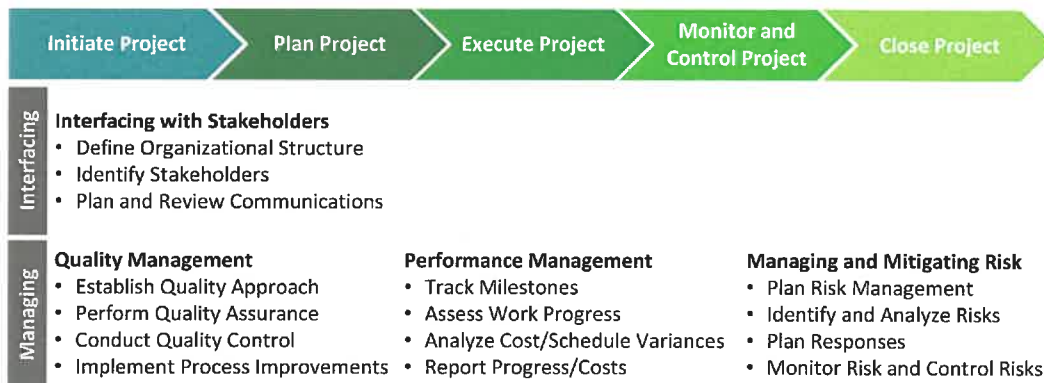 Initiate Project
Plan Project
Execute Project
Monitor and
Control Project
Close Project
Interfacing
Interfacing with Stakeholders
• Define Organizational Structure
• Identify Stakeholders
• Plan and Review Communications
Managing
Quality Management
• Establish Quality Approach
• Perform Quality Assurance
• Conduct Quality Control
• Implement Process Improvements
Performance Management
• Track Milestones
• Assess Work Progress
• Analyze Cost/Schedule Variances
• Report Progress/Costs
Managing and Mitigating Risk
• Plan Risk Management
• Identify and Analyze Risks
• Plan Responses
• Monitor Risk and Control Risks